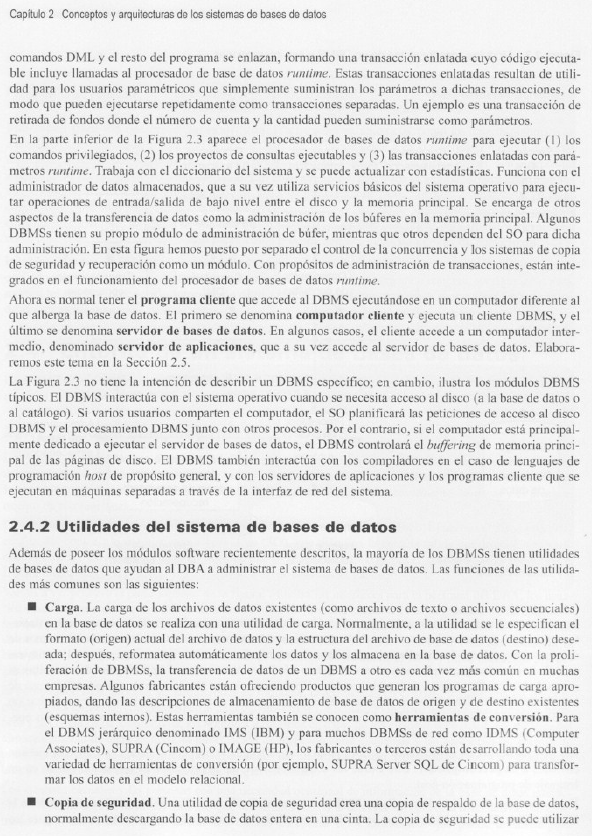 Capítulo 2 Conceptos y arquitecturas de los sistemas de bases de datos
comandos DML y el resto del programa se enlazan, formando una transacción enlatada cuyo código ejecuta-
ble incluye llamadas al procesador de base de datos runtime. Estas transacciones enlatadas resultan de utili-
dad para los usuarios paramétricos que simplemente suministran los parámetros a dichas transacciones, de
modo que pueden ejecutarse repetidamente como transacciones separadas. Un ejemplo es una transacción de
retirada de fondos donde el número de cuenta y la cantidad pueden suministrarse como parámetros.
En la parte inferior de la Figura 2.3 aparece el procesador de bases de datos runtime para ejecutar (1) los
comandos privilegiados, (2) los proyectos de consultas ejecutables y (3) las transacciones enlatadas con pará-
metros runtime. Trabaja con el diccionario del sistema y se puede actualizar con estadísticas. Funciona con el
administrador de datos almacenados, que a su vez utiliza servicios básicos del sistema operativo para ejecu-
tar operaciones de entrada/salida de bajo nivel entre el disco y la memoria principal. Se encarga de otros
aspectos de la transferencia de datos como la administración de los búferes en la memoria principal. Algunos
DBMSs tienen su propio módulo de administración de búfer, mientras que otros dependen del SO para dicha
administración. En esta figura hemos puesto por separado el control de la concurrencia y los sistemas de copia
de seguridad y recuperación como un módulo. Con propósitos de administración de transacciones, están inte-
grados en el funcionamiento del procesador de bases de datos runtime.
Ahora es normal tener el programa cliente que accede al DBMS ejecutándose en un computador diferente al
que alberga la base de datos. El primero se denomina computador cliente y ejecuta un cliente DBMS, y el
último se denomina servidor de bases de datos. En algunos casos, el cliente accede a un computador inter-
medio, denominado servidor de aplicaciones, que a su vez accede al servidor de bases de datos. Elabora-
remos este tema en la Sección 2.5.
La Figura 2.3 no tiene la intención de describir un DBMS específico; en cambio, ilustra los módulos DBMS
típicos. El DBMS interactúa con el sistema operativo cuando se necesita acceso al disco (a la base de datos o
al catálogo). Si varios usuarios comparten el computador, el SO planificará las peticiones de acceso al disco
DBMS y el procesamiento DBMS junto con otros procesos. Por el contrario, si el computador está principal-
mente dedicado a ejecutar el servidor de bases de datos, el DBMS controlará el buffering de memoria princi-
pal de las páginas de disco. El DBMS también interactúa con los compiladores en el caso de lenguajes de
programación host de propósito general, y con los servidores de aplicaciones y los programas cliente que se
ejecutan en máquinas separadas a través de la interfaz de red del sistema.
2.4.2 Utilidades del sistema de bases de datos
Además de poseer los módulos software recientemente descritos, la mayoría de los DBMSs tienen utilidades
de bases de datos que ayudan al DBA a administrar el sistema de bases de datos. Las funciones de las utilida-
des más comunes son las siguientes:
■ Carga. La carga de los archivos de datos existentes (como archivos de texto o archivos secuenciales)
en la base de datos se realiza con una utilidad de carga. Normalmente, a la utilidad se le especifican el
formato (origen) actual del archivo de datos y la estructura del archivo de base de datos (destino) dese-
ada; después, reformatea automáticamente los datos y los almacena en la base de datos. Con la proli-
feración de DBMSs, la transferencia de datos de un DBMS a otro es cada vez más común en muchas
empresas. Algunos fabricantes están ofreciendo productos que generan los programas de carga apro-
piados, dando las descripciones de almacenamiento de base de datos de origen y de destino existentes
(esquemas internos). Estas herramientas también se conocen como herramientas de conversión. Para
el DBMS jerárquico denominado IMS (IBM) y para muchos DBMSs de red como IDMS (Computer
Associates), SUPRA (Cincom) o IMAGE (HP), los fabricantes o terceros están desarrollando toda una
variedad de herramientas de conversión (por ejemplo, SUPRA Server SQL de Cincom) para transfor-
mar los datos en el modelo relacional.
■ Copia de seguridad. Una utilidad de copia de seguridad crea una copia de respaldo de la base de datos,
normalmente descargando la base de datos entera en una cinta. La copia de seguridad se puede utilizar